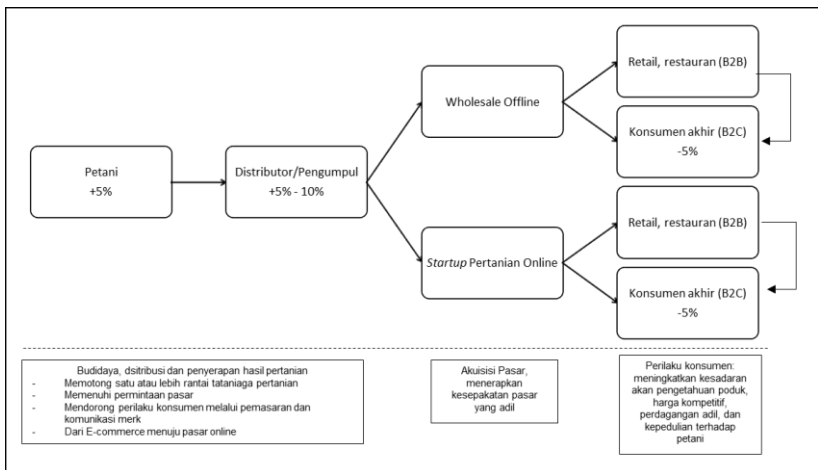 Petani
+5%
Distributor/Pengumpul
+5% - 10%
Wholesale Offline
Startup Pertanian Online
Retail, restauran (B2B)
Konsumen akhir (B2C)
-5%
Retail, restauran (B2B)
Konsumen akhir (B2C)
-5%
Budidaya, dsitribusi dan penyerapan hasil pertanian
- Memotong satu atau lebih rantai tataniaga pertanian
- Memenuhi permintaan pasar
- Mendorong perilaku konsumen melalui pemasaran dan
komunikasi merk
- Dari E-commerce menuju pasar online
Akuisisi Pasar,
menerapkan
kesepakatan pasar
yang adil
Perilaku konsumen:
meningkatkan kesadaran
akan pengetahuan poduk,
harga kompetitif,
perdagangan adil, dan
kepedulian terhadap
petani